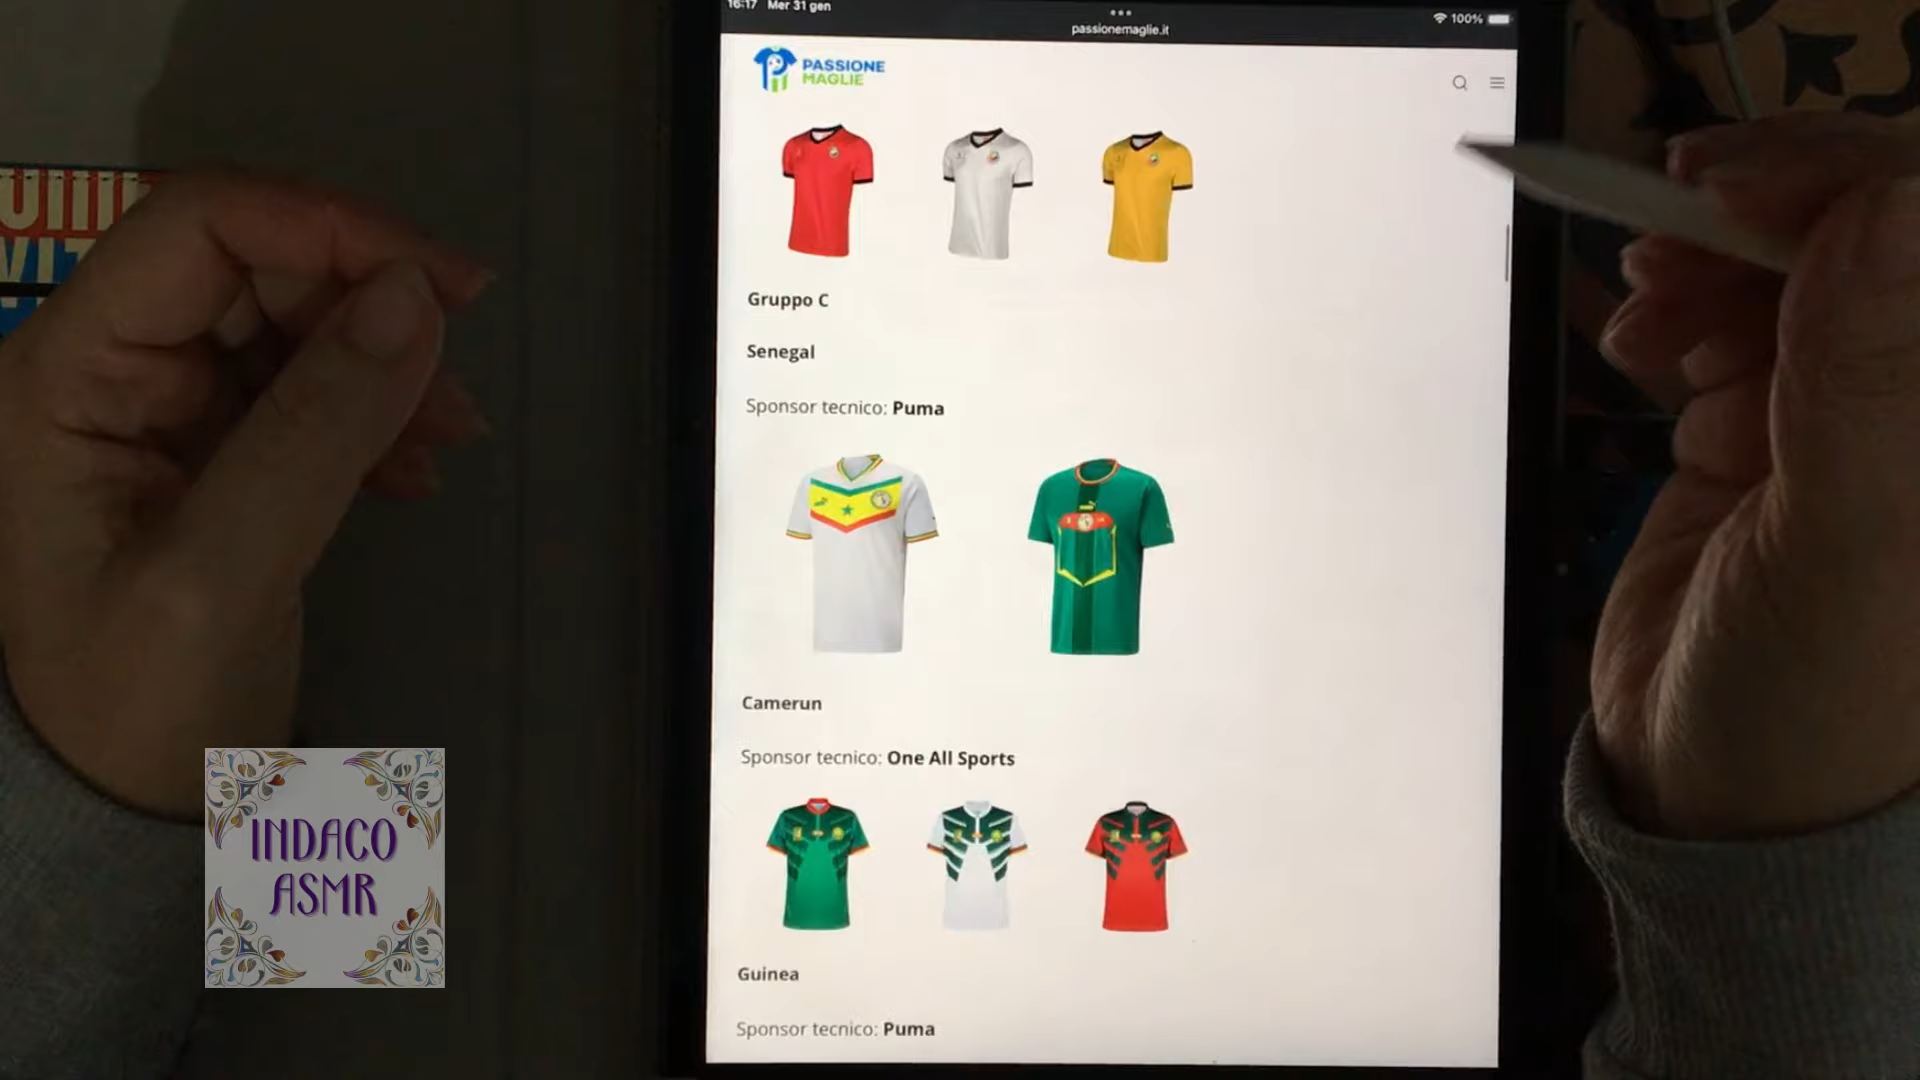 16:17 Mer 31 gen
passionemaglie.it
100%
PASSIONE
MAGLIE
Gruppo C
Senegal
Sponsor tecnico: Puma
Camerun
Sponsor tecnico: One All Sports
Guinea
Sponsor tecnico: Puma
INDACO
ASMR